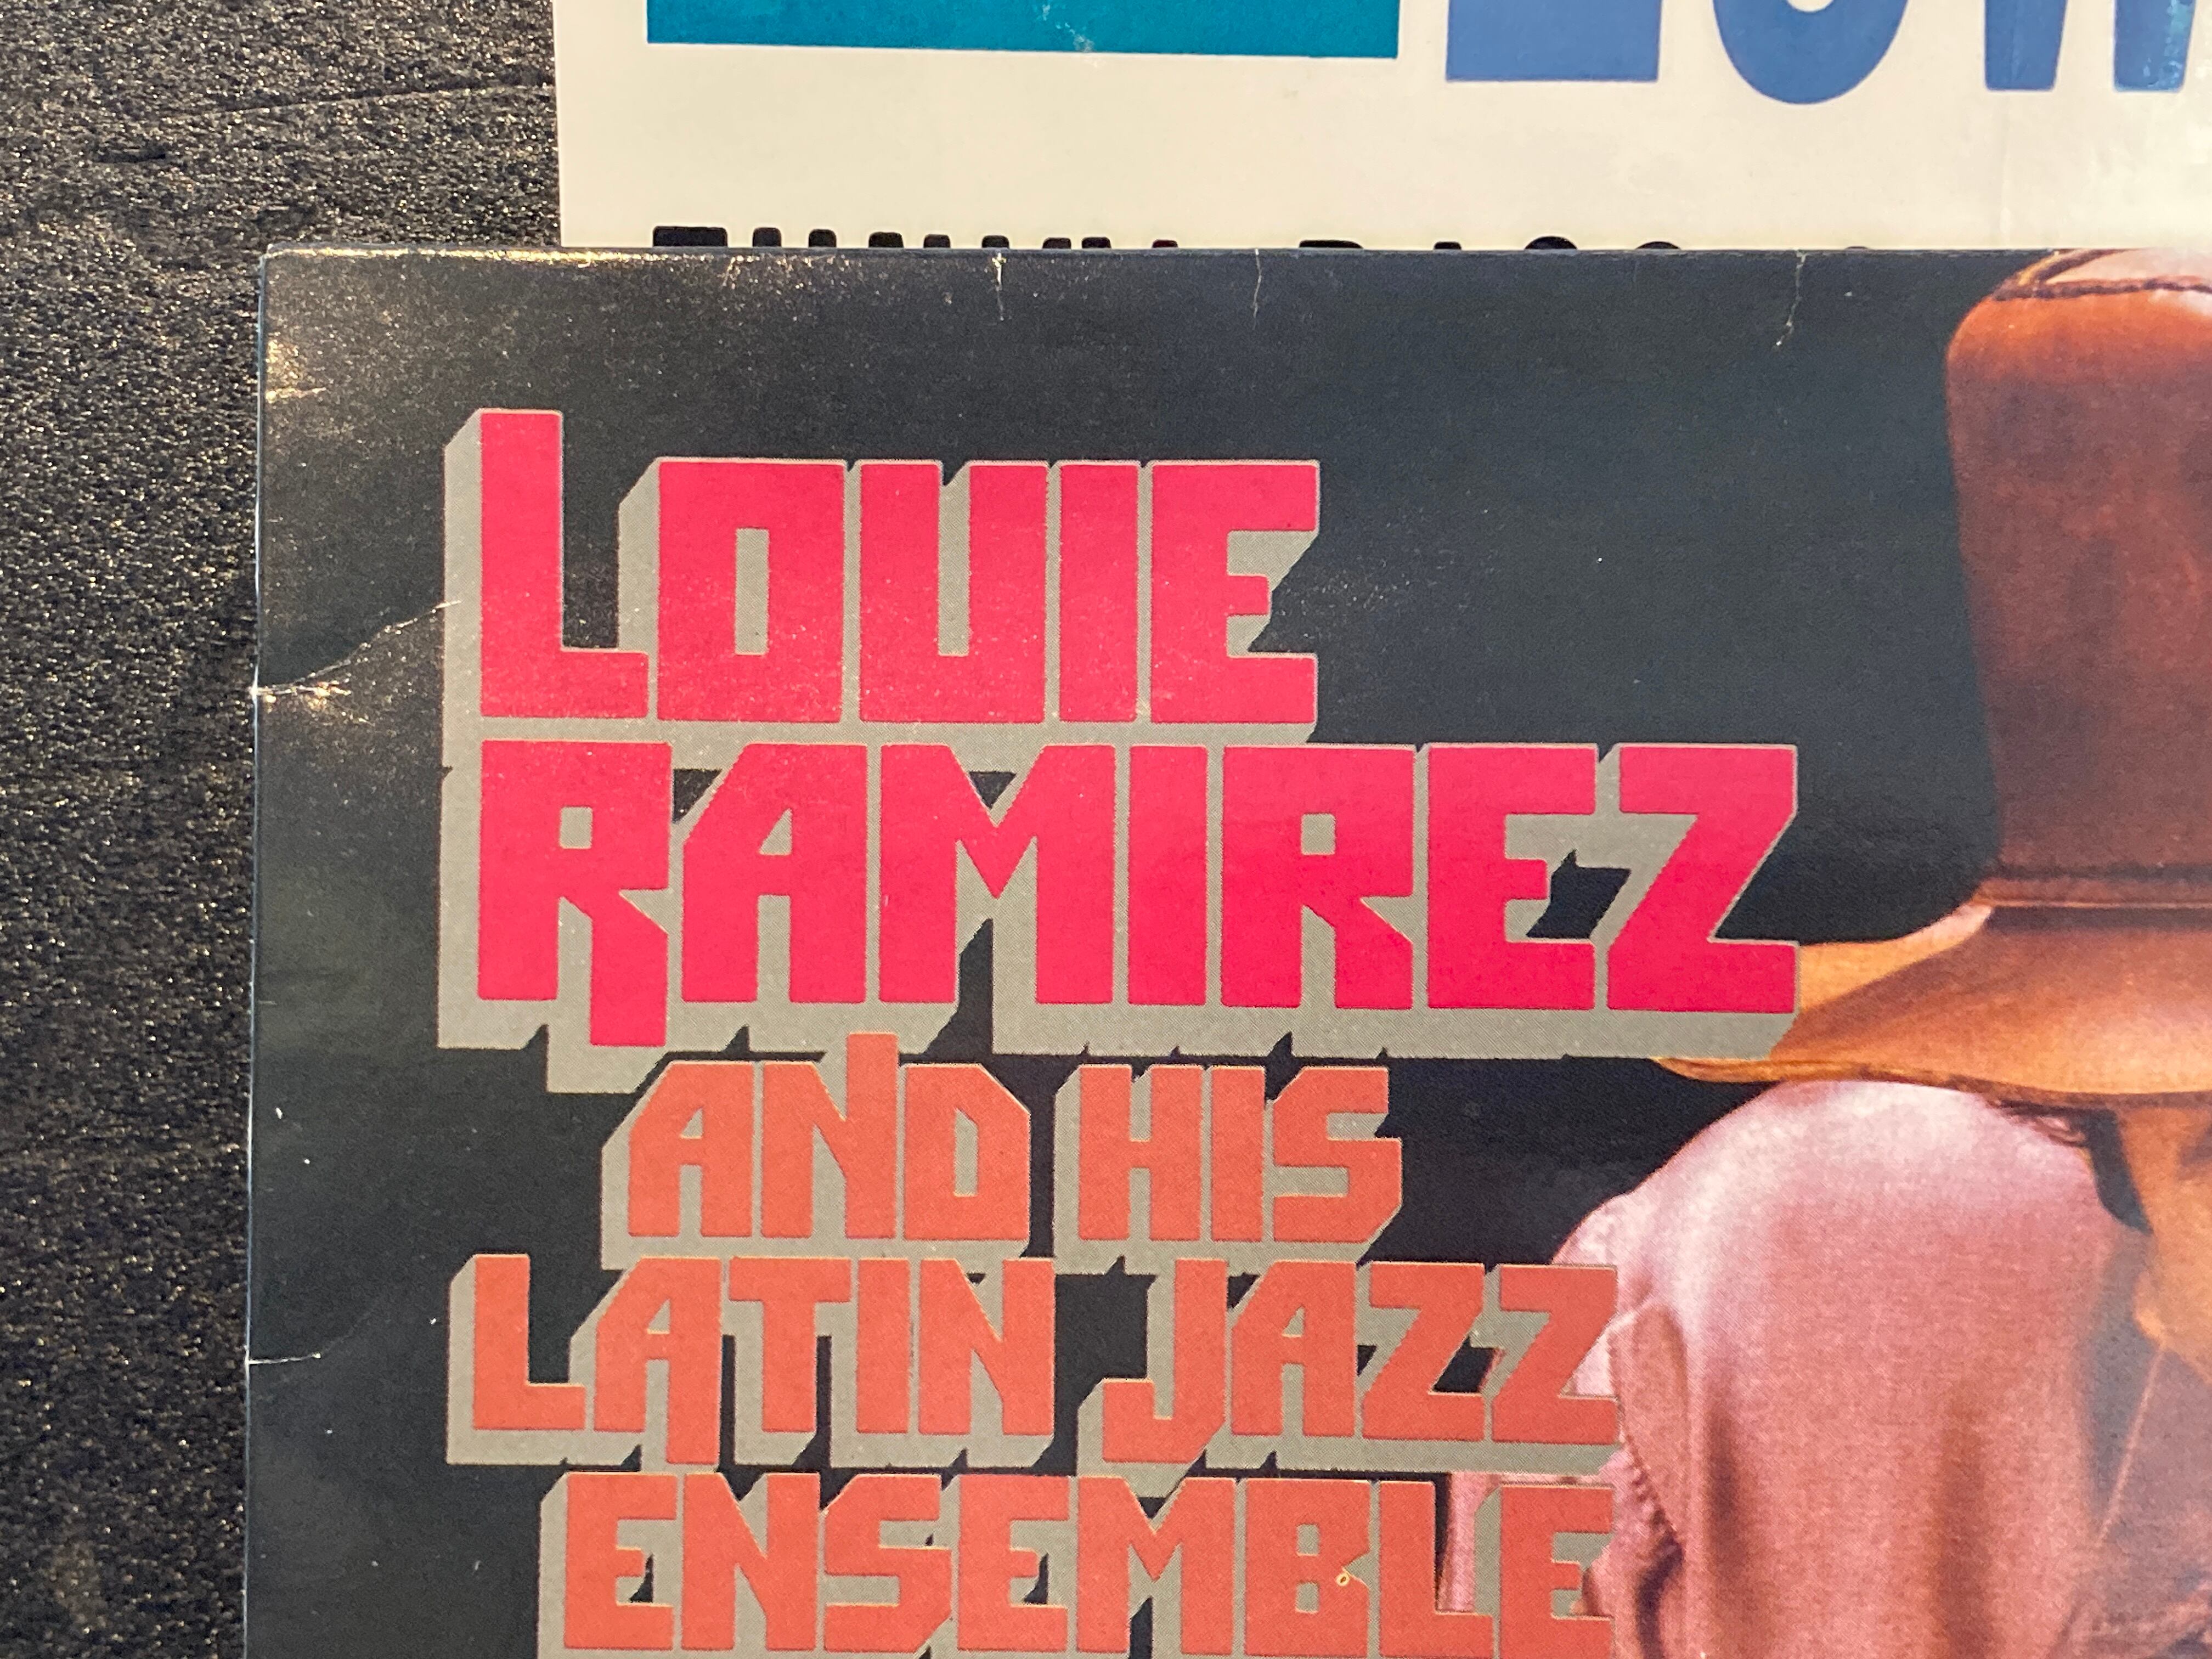 LOUIE
RAMIREZ
AND HIS
LATIN JAZZ
ENSEMBLE